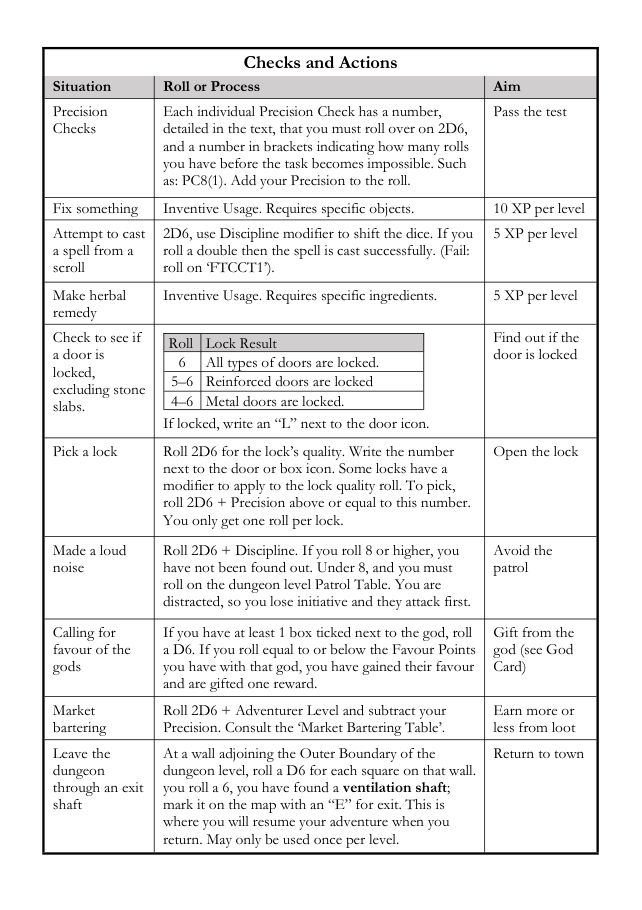 Checks and Actions
Situation
Roll or Process
Aim
Precision
Checks
Each individual Precision Check has a number,
detailed in the text, that you must roll over on 2D6,
and a number in brackets indicating how many rolls
you have before the task becomes impossible. Such
as: PC8(1). Add your Precision to the roll.
Pass the test
Fix something
Inventive Usage. Requires specific objects.
10 XP per level
Attempt to cast
a spell from a
scroll
2D6, use Discipline modifier to shift the dice. If you
roll a double then the spell is cast successfully. (Fail:
roll on ‘FTCCT1’).
5 XP per level
Make herbal
remedy
Inventive Usage. Requires specific ingredients.
5 XP per level
Check to see if
a door is
locked,
excluding stone
slabs.
Roll
Lock Result
6
All types of doors are locked.
5–6
Reinforced doors are locked
4–6
Metal doors are locked.
If locked, write an “L” next to the door icon.
Find out if the
door is locked
Pick a lock
Roll 2D6 for the lock’s quality. Write the number
next to the door or box icon. Some locks have a
modifier to apply to the lock quality roll. To pick,
roll 2D6 + Precision above or equal to this number.
You only get one roll per lock.
Open the lock
Made a loud
noise
Roll 2D6 + Discipline. If you roll 8 or higher, you
have not been found out. Under 8, and you must
roll on the dungeon level Patrol Table. You are
distracted, so you lose initiative and they attack first.
Avoid the
patrol
Calling for
favour of the
gods
If you have at least 1 box ticked next to the god, roll
a D6. If you roll equal to or below the Favour Points
you have with that god, you have gained their favour
and are gifted one reward.
Gift from the
god (see God
Card)
Market
bartering
Roll 2D6 + Adventurer Level and subtract your
Precision. Consult the ‘Market Bartering Table’.
Earn more or
less from loot
Leave the
dungeon
through an exit
shaft
At a wall adjoining the Outer Boundary of the
dungeon level, roll a D6 for each square on that wall.
you roll a 6, you have found a ventilation shaft;
mark it on the map with an “E” for exit. This is
where you will resume your adventure when you
return. May only be used once per level.
Return to town